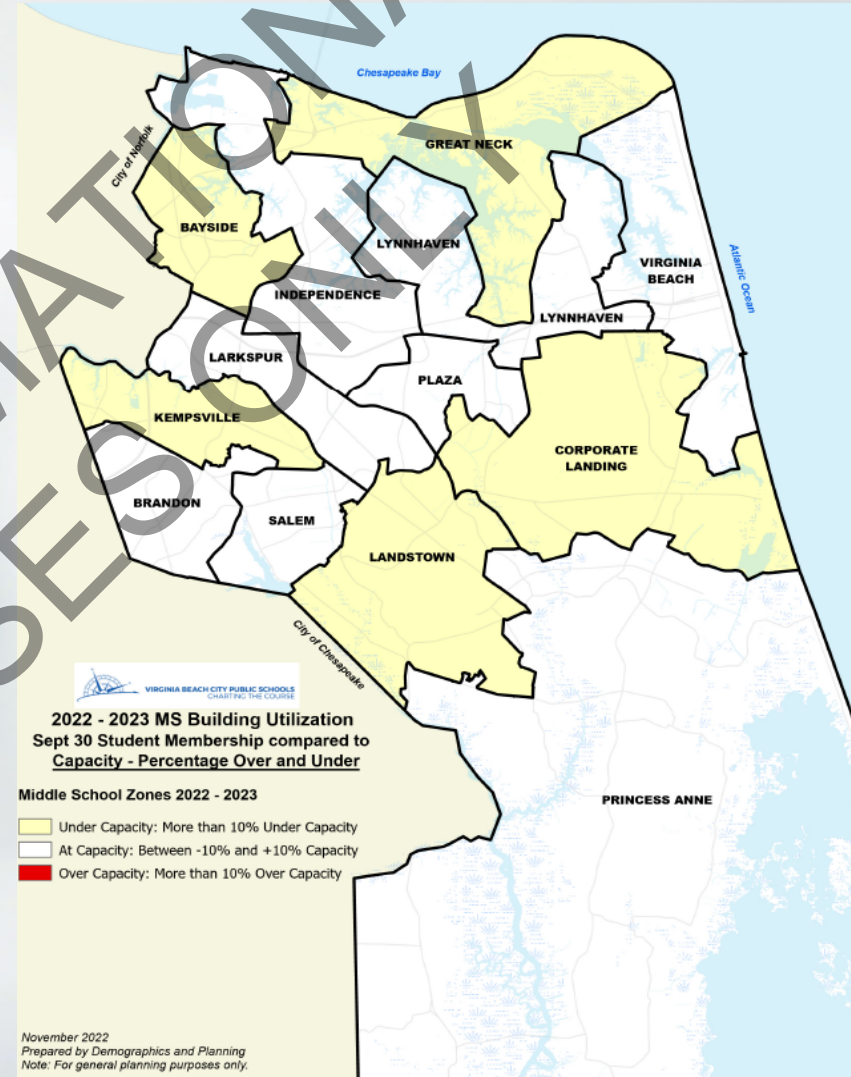 Chesapeake Bay
City of Norfolk
GREAT NECK
BAYSIDE
LYNNHAVEN
VIRGINIA
BEACH
Atlantic Ocean
INDEPENDENCE
LYNNHAVEN
LARKSPUR
PLAZA
KEMPSVILLE
CORPORATE
LANDING
BRANDON
SALEM
LANDSTOWN
City of Chesapeake
PRINCESS ANNE
VIRGINIA BEACH CITY PUBLIC SCHOOLS
CHARTING THE COURSE
2022 - 2023 MS Building Utilization
Sept 30 Student Membership compared to
Capacity - Percentage Over and Under
Middle School Zones 2022 - 2023
Under Capacity: More than 10% Under Capacity
At Capacity: Between -10% and +10% Capacity
Over Capacity: More than 10% Over Capacity
November 2022
Prepared by Demographics and Planning
Note: For general planning purposes only.
ONLY